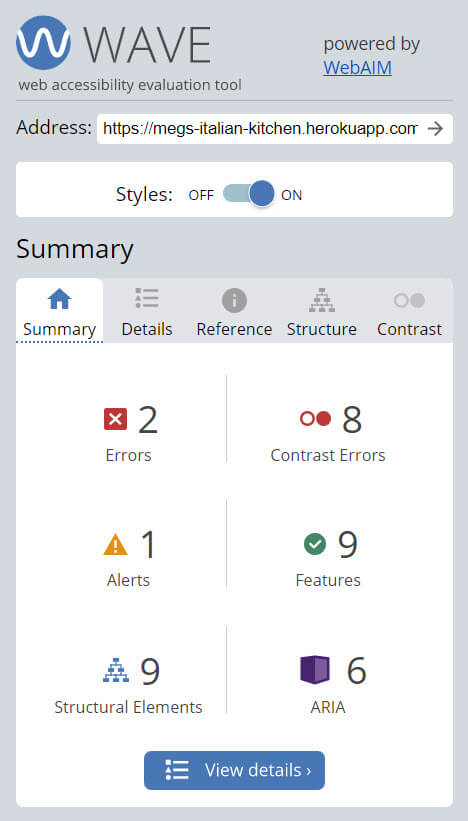 WAVE
web accessibility evaluation tool
powered by
WebAIM
Address: https://megs-italian-kitchen.herokuapp.com
Styles: OFF ON
Summary
Summary Details Reference Structure Contrast
2 8
Errors Contrast Errors
1 9
Alerts Features
9 6
Structural Elements ARIA
View details ›